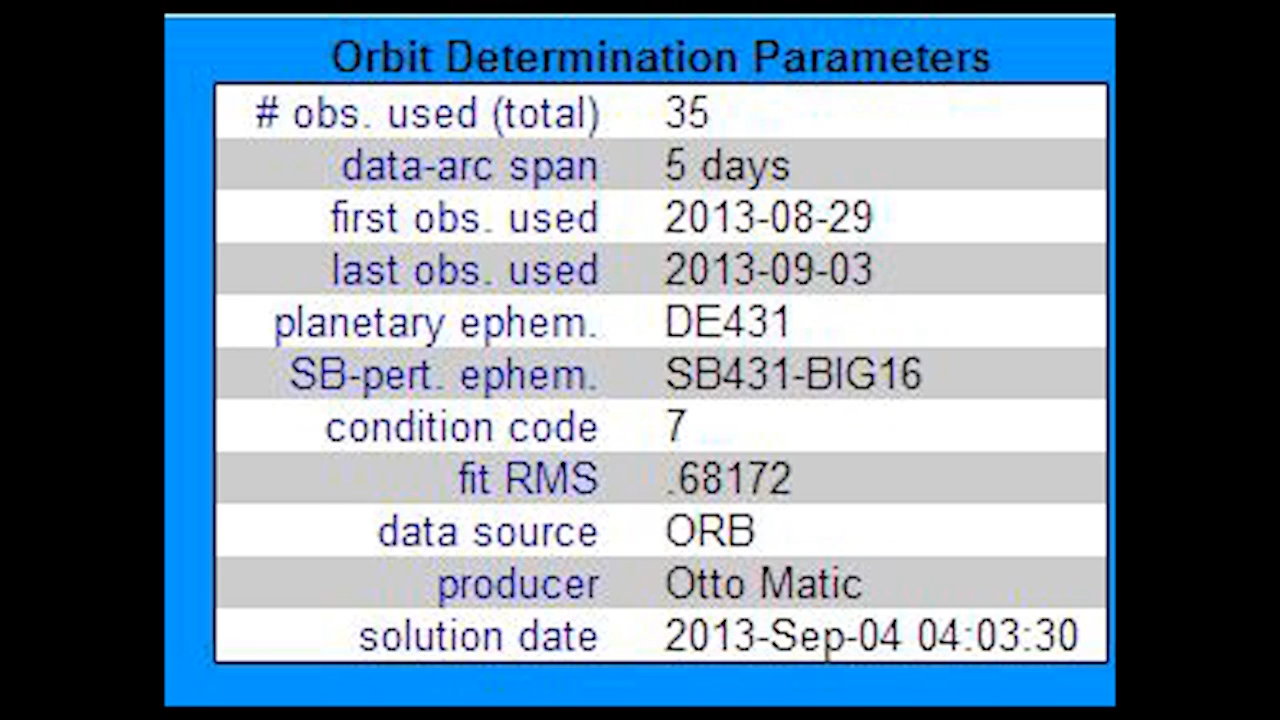 Orbit Determination Parameters
# obs. used (total) 35
data-arc span 5 days
first obs. used 2013-08-29
last obs. used 2013-09-03
planetary ephem. DE431
SB-pert. ephem. SB431-BIG16
condition code 7
fit RMS .68172
data source ORB
producer Otto Matic
solution date 2013-Sep-04 04:03:30